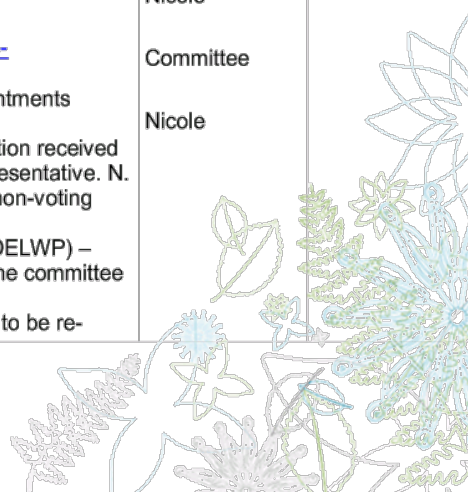 Committee
ntments
Nicole
tion received
esentative. N.
non-voting
DELWP) –
he committee
to be re-